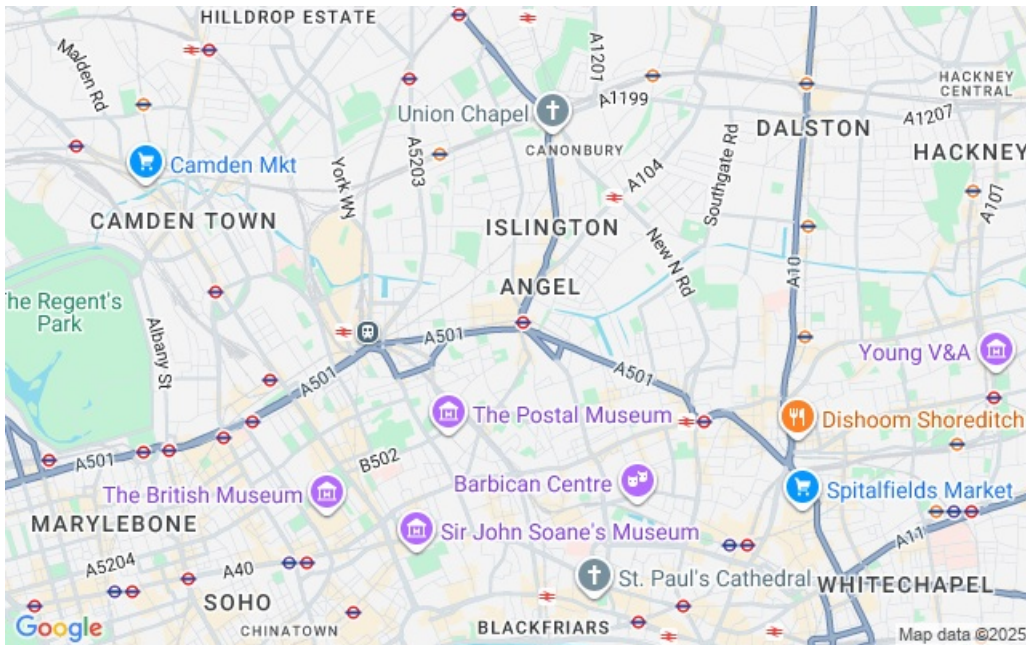 HILLDROP ESTATE
A1207
Malden Rd
HACKNEY
CENTRAL
Union Chapel
A1199
A1207
DALSTON
CANONBURY
HACKNEY
Camden Mkt
York Wy
A5203
A104
Southgate Rd
A107
CAMDEN TOWN
ISLINGTON
New N Rd
A10
ANGEL
The Regent's
Park
Albany St
A501
A501
A501
Young V&A
The Postal Museum
Dishoom Shoreditch
A501
B502
The British Museum
Barbican Centre
Spitalfields Market
MARYLEBONE
Sir John Soane's Museum
A11
A5204
A40
St. Paul's Cathedral
WHITECHAPEL
SOHO
Google
CHINATOWN
BLACKFRIARS
Map data ©2025